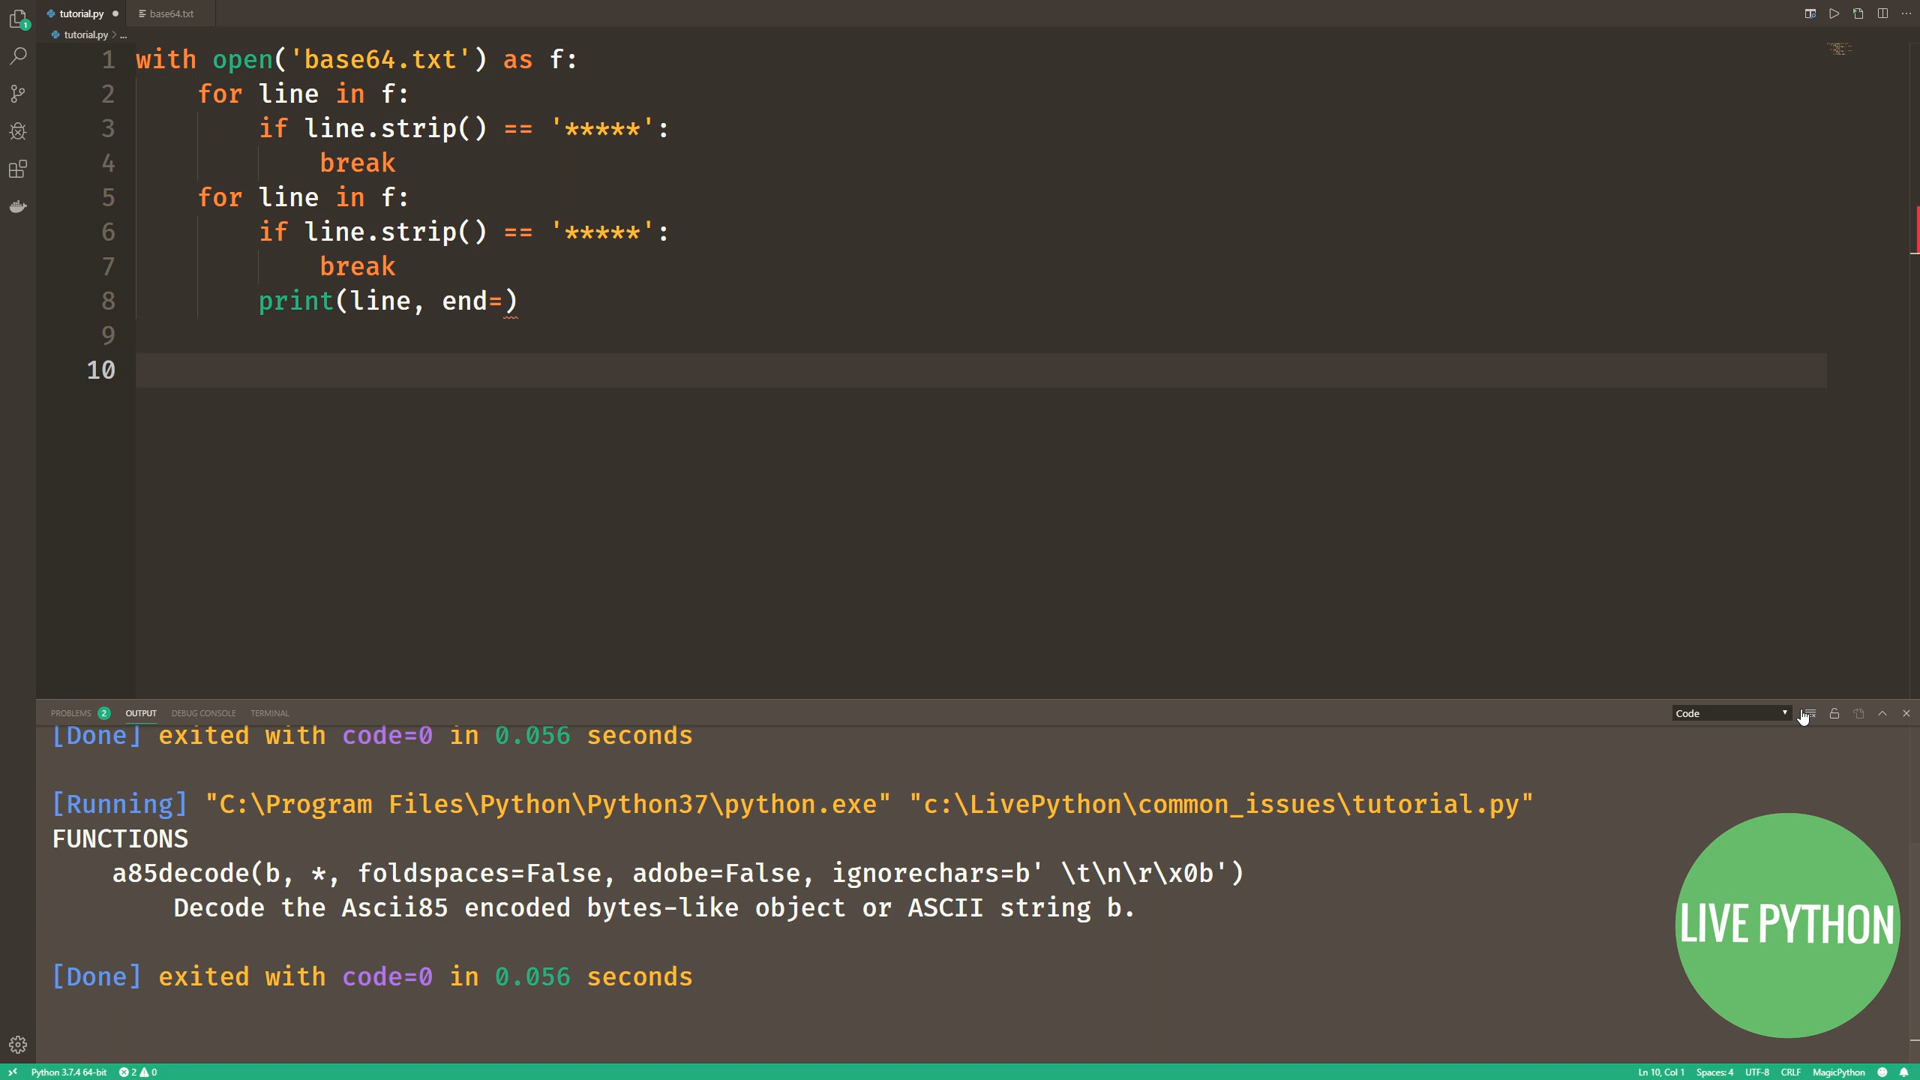 1
tutorial.py
base64.txt
tutorial.py > ...
1 with open('base64.txt') as f:
2 for line in f:
3 if line.strip() == '*****':
4 break
5 for line in f:
6 if line.strip() == '*****':
7 break
8 print(line, end=)
9
10
PROBLEMS 2 OUTPUT DEBUG CONSOLE TERMINAL Code
[Done] exited with code=0 in 0.056 seconds
[Running] "C:\Program Files\Python\Python37\python.exe" "c:\LivePython\common_issues\tutorial.py"
FUNCTIONS
a85decode(b, *, foldspaces=False, adobe=False, ignorechars=b' \t\n\r\x0b')
Decode the Ascii85 encoded bytes-like object or ASCII string b.
[Done] exited with code=0 in 0.056 seconds
LIVE PYTHON
Python 3.7.4 64-bit 2 0 Ln 10, Col 1 Spaces: 4 UTF-8 CRLF MagicPython